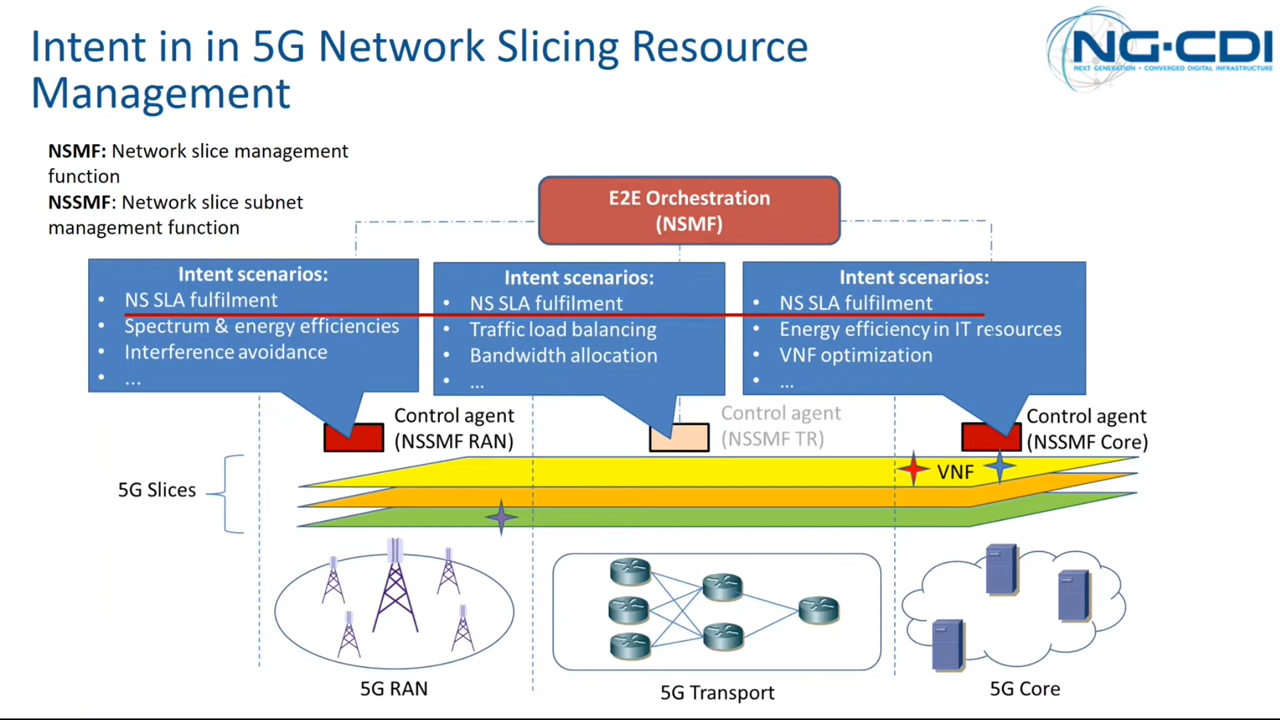 Intent in in 5G Network Slicing Resource
Management
NG-CDI
NEXT GENERATION • CONVERGED DIGITAL INFRASTRUCTURE
NSMF: Network slice management
function
NSSMF: Network slice subnet
management function
E2E Orchestration
(NSMF)
Intent scenarios:
• NS SLA fulfilment
• Spectrum & energy efficiencies
• Interference avoidance
• ...
Intent scenarios:
• NS SLA fulfilment
• Traffic load balancing
• Bandwidth allocation
• ...
Intent scenarios:
• NS SLA fulfilment
• Energy efficiency in IT resources
• VNF optimization
• ...
Control agent
(NSSMF RAN)
Control agent
(NSSMF TR)
Control agent
(NSSMF Core)
5G Slices
VNF
5G RAN
5G Transport
5G Core